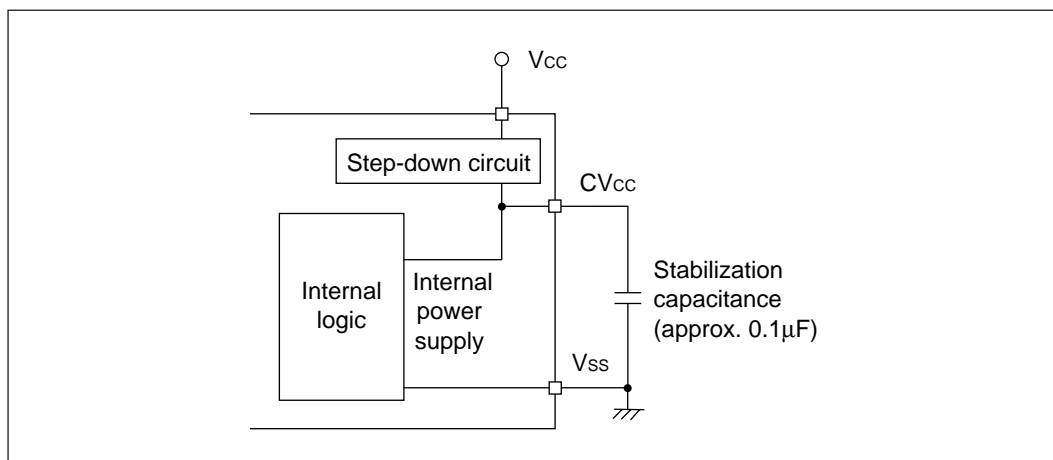 VCC
Step-down circuit
CVCC
Internal
logic
Internal
power
supply
Stabilization
capacitance
(approx. 0.1μF)
VSS